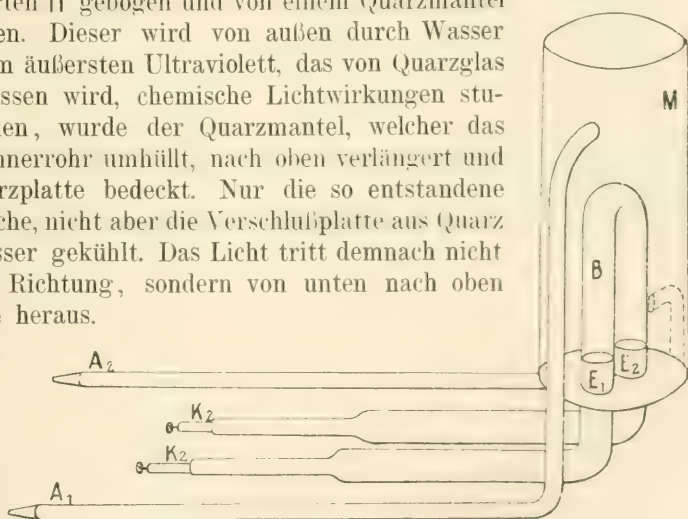 rten ⊓ gebogen und von einem Quarzmantel
en. Dieser wird von außen durch Wasser
m äußersten Ultraviolett, das von Quarzglas
ssen wird, chemische Lichtwirkungen stu-
en, wurde der Quarzmantel, welcher das
nnerrohr umhüllt, nach oben verlängert und
rzplatte bedeckt. Nur die so entstandene
che, nicht aber die Verschlußplatte aus Quarz
sser gekühlt. Das Licht tritt demnach nicht
Richtung, sondern von unten nach oben
heraus.
M
B
E₁ E₂
A₂
K₂
K₂
A₁